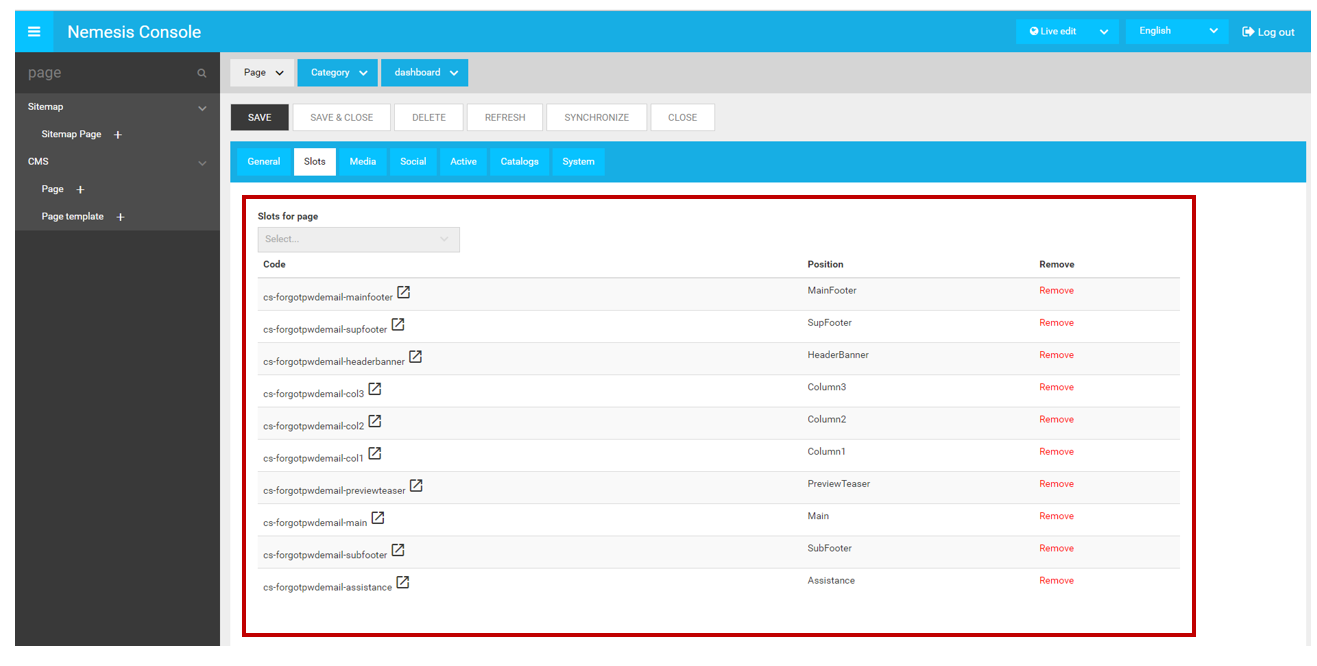 Nemesis Console Live edit English Log out
page
Page Category dashboard
Sitemap
Sitemap Page +
CMS
Page +
Page template +
SAVE SAVE & CLOSE DELETE REFRESH SYNCHRONIZE CLOSE
General Slots Media Social Active Catalogs System
Slots for page
Select...
Code Position Remove
cs-forgotpwdemail-mainfooter MainFooter Remove
cs-forgotpwdemail-supfooter SupFooter Remove
cs-forgotpwdemail-headerbanner HeaderBanner Remove
cs-forgotpwdemail-col3 Column3 Remove
cs-forgotpwdemail-col2 Column2 Remove
cs-forgotpwdemail-col1 Column1 Remove
cs-forgotpwdemail-previewteaser PreviewTeaser Remove
cs-forgotpwdemail-main Main Remove
cs-forgotpwdemail-subfooter SubFooter Remove
cs-forgotpwdemail-assistance Assistance Remove